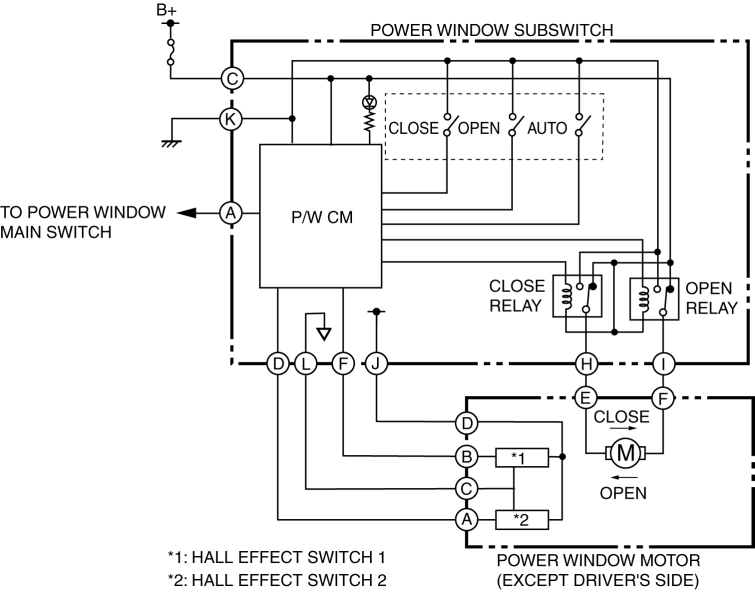 B+
POWER WINDOW SUBSWITCH
C
K
CLOSE OPEN AUTO
A
TO POWER WINDOW
MAIN SWITCH
P/W CM
CLOSE
RELAY
OPEN
RELAY
D L F J H I
E F
CLOSE
M
OPEN
D
B
*1
C
A
*2
*1: HALL EFFECT SWITCH 1
*2: HALL EFFECT SWITCH 2
POWER WINDOW MOTOR
(EXCEPT DRIVER'S SIDE)